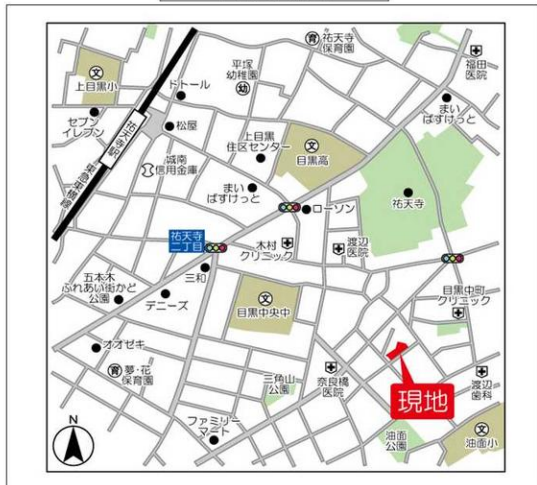 祐天寺
保育園
福田
医院
平塚
幼稚園
幼
育
文
上目黒小
ドトール
まい
ばすけっと
セブン
イレブン
松屋
上目黒
住区センター
文
目黒高
祐天寺駅
城南
信用金庫
東急東横線
まい
ばすけっと
ローソン
祐天寺
祐天寺
二丁目
木村
クリニック
渡辺
医院
三和
五本木
ふれあい街かど
公園
デニーズ
文
目黒中央中
目黒中町
クリニック
オオゼキ
育
夢・花
保育園
三角山
公園
奈良橋
医院
現地
渡辺
歯科
ファミリー
マート
油面
公園
文
油面小
N